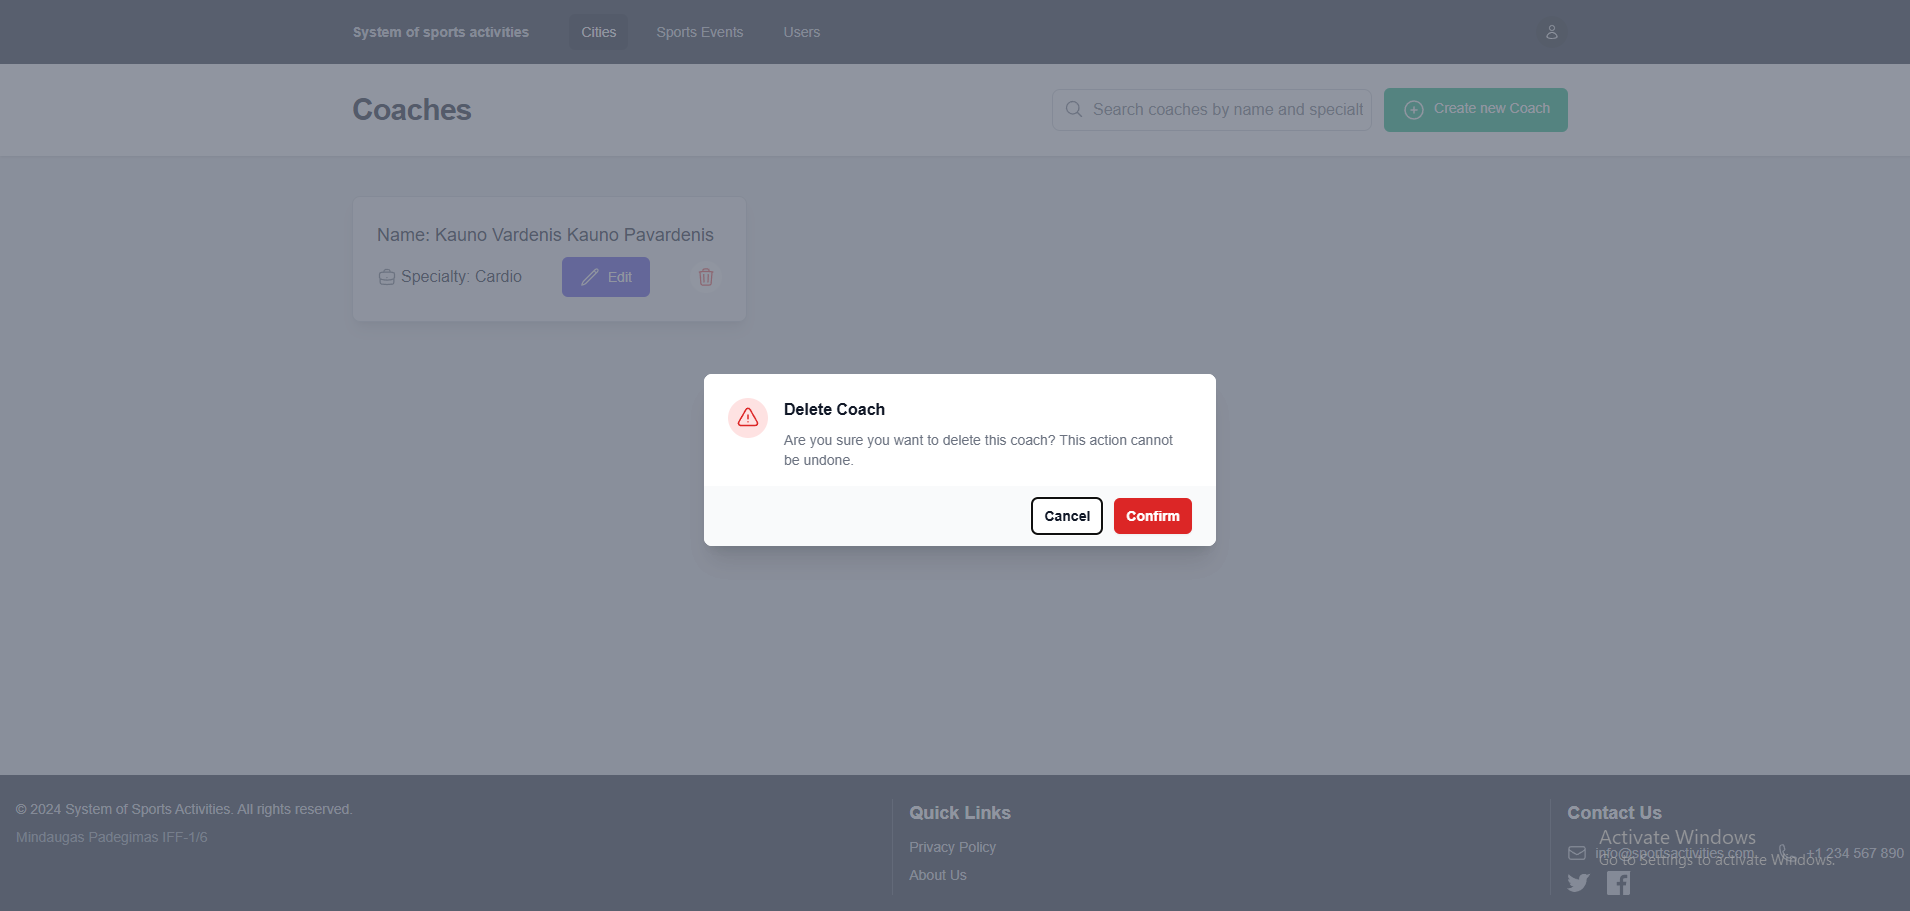 System of sports activities
Cities
Sports Events
Users
Coaches
Search coaches by name and specialt
Create new Coach
Name: Kauno Vardenis Kauno Pavardenis
Specialty: Cardio
Edit
Delete Coach
Are you sure you want to delete this coach? This action cannot
be undone.
Cancel
Confirm
© 2024 System of Sports Activities. All rights reserved.
Mindaugas Padegimas IFF-1/6
Quick Links
Privacy Policy
About Us
Contact Us
Activate Windows
info@sportsactivities.com
+1 234 567 890
Go to Settings to activate Windows.